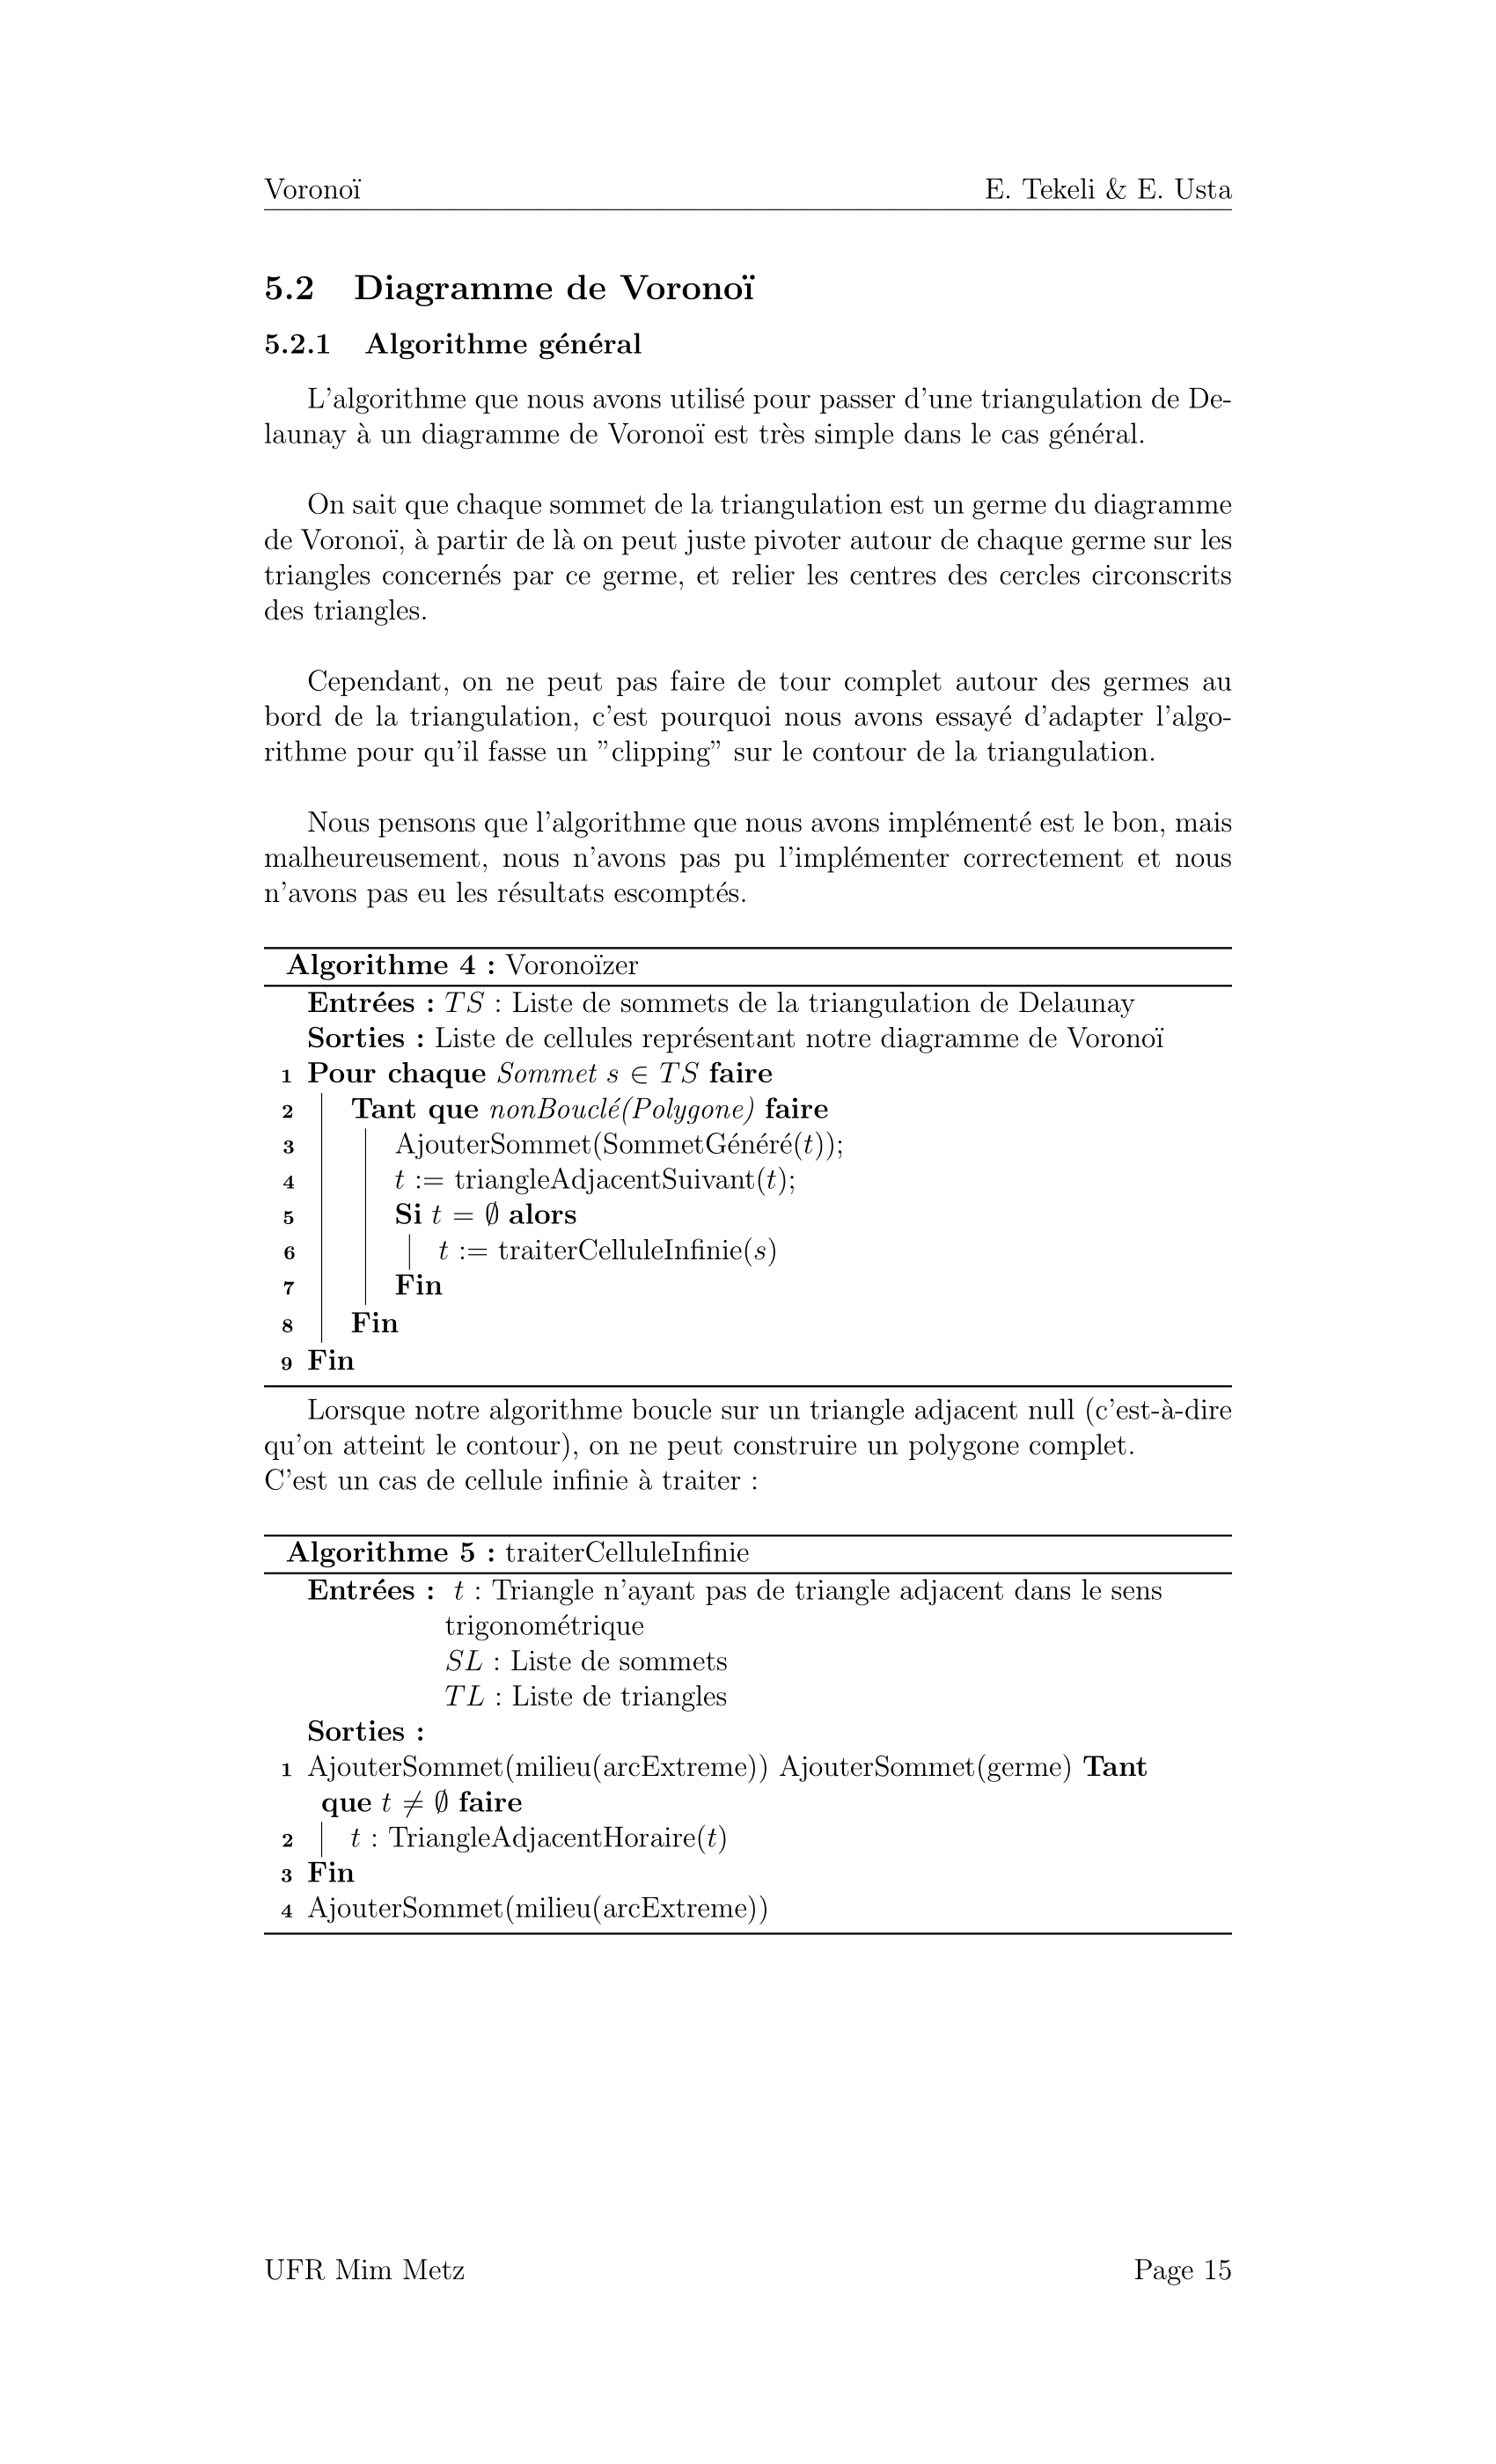 Voronoï E. Tekeli & E. Usta
5.2 Diagramme de Voronoï
5.2.1 Algorithme général
L'algorithme que nous avons utilisé pour passer d'une triangulation de De-
launay à un diagramme de Voronoï est très simple dans le cas général.
On sait que chaque sommet de la triangulation est un germe du diagramme
de Voronoï, à partir de là on peut juste pivoter autour de chaque germe sur les
triangles concernés par ce germe, et relier les centres des cercles circonscrits
des triangles.
Cependant, on ne peut pas faire de tour complet autour des germes au
bord de la triangulation, c'est pourquoi nous avons essayé d'adapter l'algo-
rithme pour qu'il fasse un "clipping" sur le contour de la triangulation.
Nous pensons que l'algorithme que nous avons implémenté est le bon, mais
malheureusement, nous n'avons pas pu l'implémenter correctement et nous
n'avons pas eu les résultats escomptés.
Algorithme 4 : Voronoïzer
Entrées : TS : Liste de sommets de la triangulation de Delaunay
Sorties : Liste de cellules représentant notre diagramme de Voronoï
1 Pour chaque Sommet s ∈ TS faire
2 Tant que nonBouclé(Polygone) faire
3 AjouterSommet(SommetGénéré(t));
4 t := triangleAdjacentSuivant(t);
5 Si t = ∅ alors
6 t := traiterCelluleInfinie(s)
7 Fin
8 Fin
9 Fin
Lorsque notre algorithme boucle sur un triangle adjacent null (c'est-à-dire
qu'on atteint le contour), on ne peut construire un polygone complet.
C'est un cas de cellule infinie à traiter :
Algorithme 5 : traiterCelluleInfinie
Entrées : t : Triangle n'ayant pas de triangle adjacent dans le sens
trigonométrique
SL : Liste de sommets
TL : Liste de triangles
Sorties :
1 AjouterSommet(milieu(arcExtreme)) AjouterSommet(germe) Tant
que t ≠ ∅ faire
2 t : TriangleAdjacentHoraire(t)
3 Fin
4 AjouterSommet(milieu(arcExtreme))
UFR Mim Metz Page 15